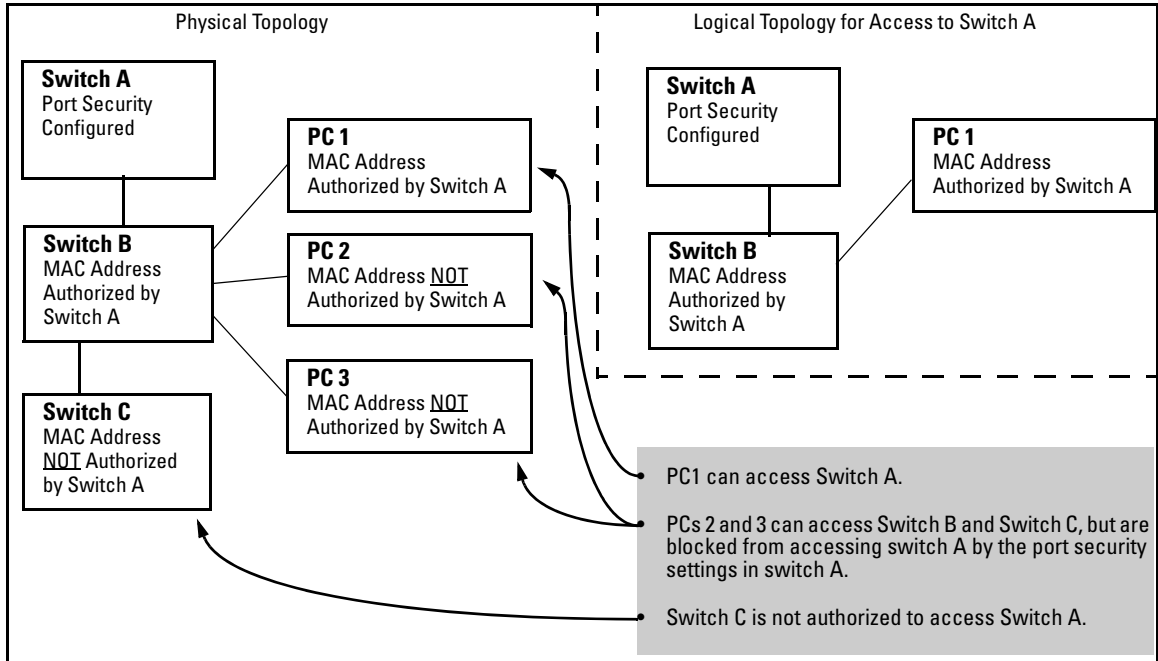 Physical Topology
Switch A
Port Security
Configured
PC 1
MAC Address
Authorized by Switch A
Switch B
MAC Address
Authorized by
Switch A
PC 2
MAC Address NOT
Authorized by Switch A
PC 3
MAC Address NOT
Authorized by Switch A
Switch C
MAC Address
NOT Authorized
by Switch A
Logical Topology for Access to Switch A
Switch A
Port Security
Configured
PC 1
MAC Address
Authorized by Switch A
Switch B
MAC Address
Authorized by
Switch A
• PC1 can access Switch A.
• PCs 2 and 3 can access Switch B and Switch C, but are
blocked from accessing switch A by the port security
settings in switch A.
• Switch C is not authorized to access Switch A.